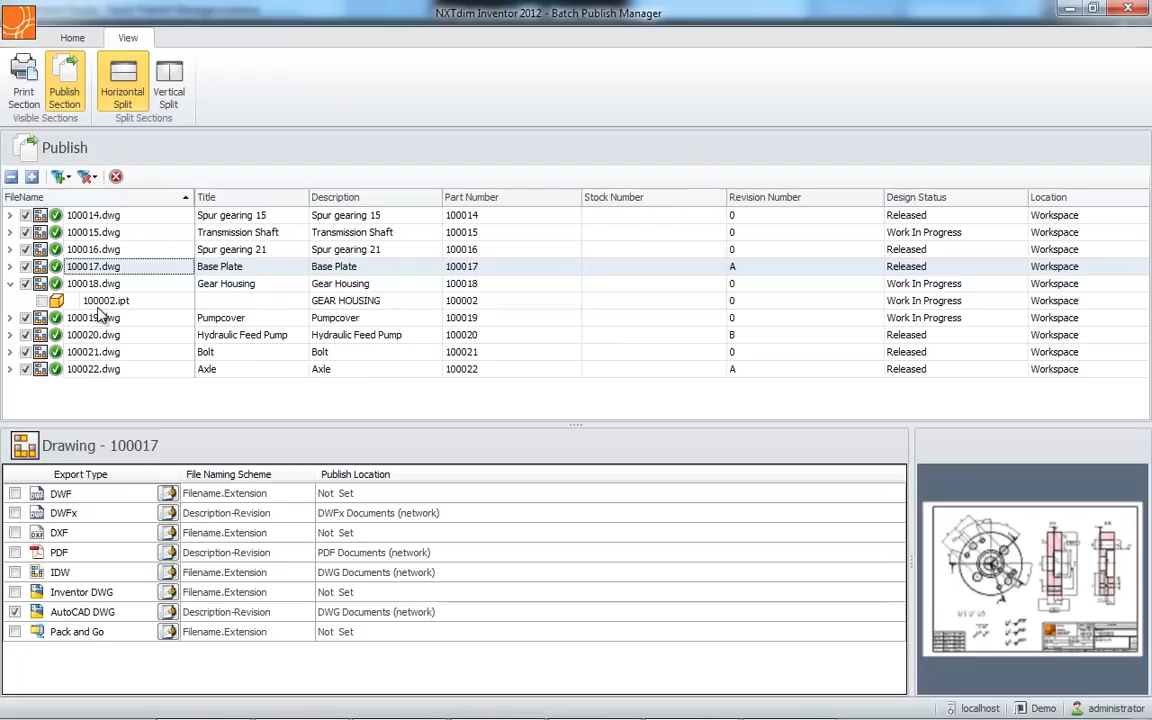 NXTdim Inventor 2012 - Batch Publish Manager
Home View
Print Section
Publish Section
Horizontal Split
Vertical Split
Visible Sections Split Sections
Publish
FileName Title Description Part Number Stock Number Revision Number Design Status Location
100014.dwg Spur gearing 15 Spur gearing 15 100014 0 Released Workspace
100015.dwg Transmission Shaft Transmission Shaft 100015 0 Work In Progress Workspace
100016.dwg Spur gearing 21 Spur gearing 21 100016 0 Released Workspace
100017.dwg Base Plate Base Plate 100017 A Released Workspace
100018.dwg Gear Housing Gear Housing 100018 0 Work In Progress Workspace
100002.ipt GEAR HOUSING 100002 0 Work In Progress Workspace
100019.dwg Pumpcover Pumpcover 100019 0 Work In Progress Workspace
100020.dwg Hydraulic Feed Pump Hydraulic Feed Pump 100020 B Released Workspace
100021.dwg Bolt Bolt 100021 0 Released Workspace
100022.dwg Axle Axle 100022 A Released Workspace
Drawing - 100017
Export Type File Naming Scheme Publish Location
DWF Filename.Extension Not Set
DWFx Description-Revision DWFx Documents (network)
DXF Filename.Extension Not Set
PDF Description-Revision PDF Documents (network)
IDW Filename.Extension DWG Documents (network)
Inventor DWG Filename.Extension Not Set
AutoCAD DWG Description-Revision DWG Documents (network)
Pack and Go Filename.Extension Not Set
localhost Demo administrator